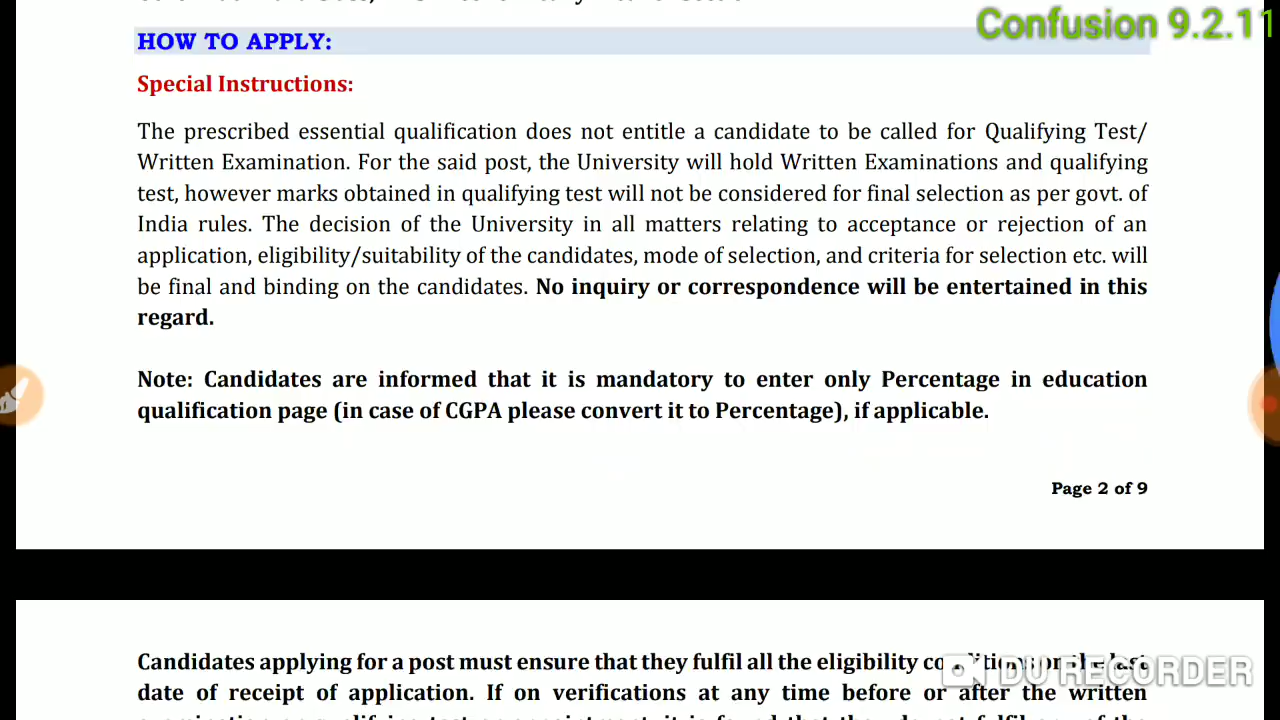 Confusion 9.2.11
HOW TO APPLY:
Special Instructions:
The prescribed essential qualification does not entitle a candidate to be called for Qualifying Test/
Written Examination. For the said post, the University will hold Written Examinations and qualifying
test, however marks obtained in qualifying test will not be considered for final selection as per govt. of
India rules. The decision of the University in all matters relating to acceptance or rejection of an
application, eligibility/suitability of the candidates, mode of selection, and criteria for selection etc. will
be final and binding on the candidates. No inquiry or correspondence will be entertained in this
regard.
Note: Candidates are informed that it is mandatory to enter only Percentage in education
qualification page (in case of CGPA please convert it to Percentage), if applicable.
Page 2 of 9
Candidates applying for a post must ensure that they fulfil all the eligibility conditions on the last
DU RECORDER
date of receipt of application. If on verifications at any time before or after the written